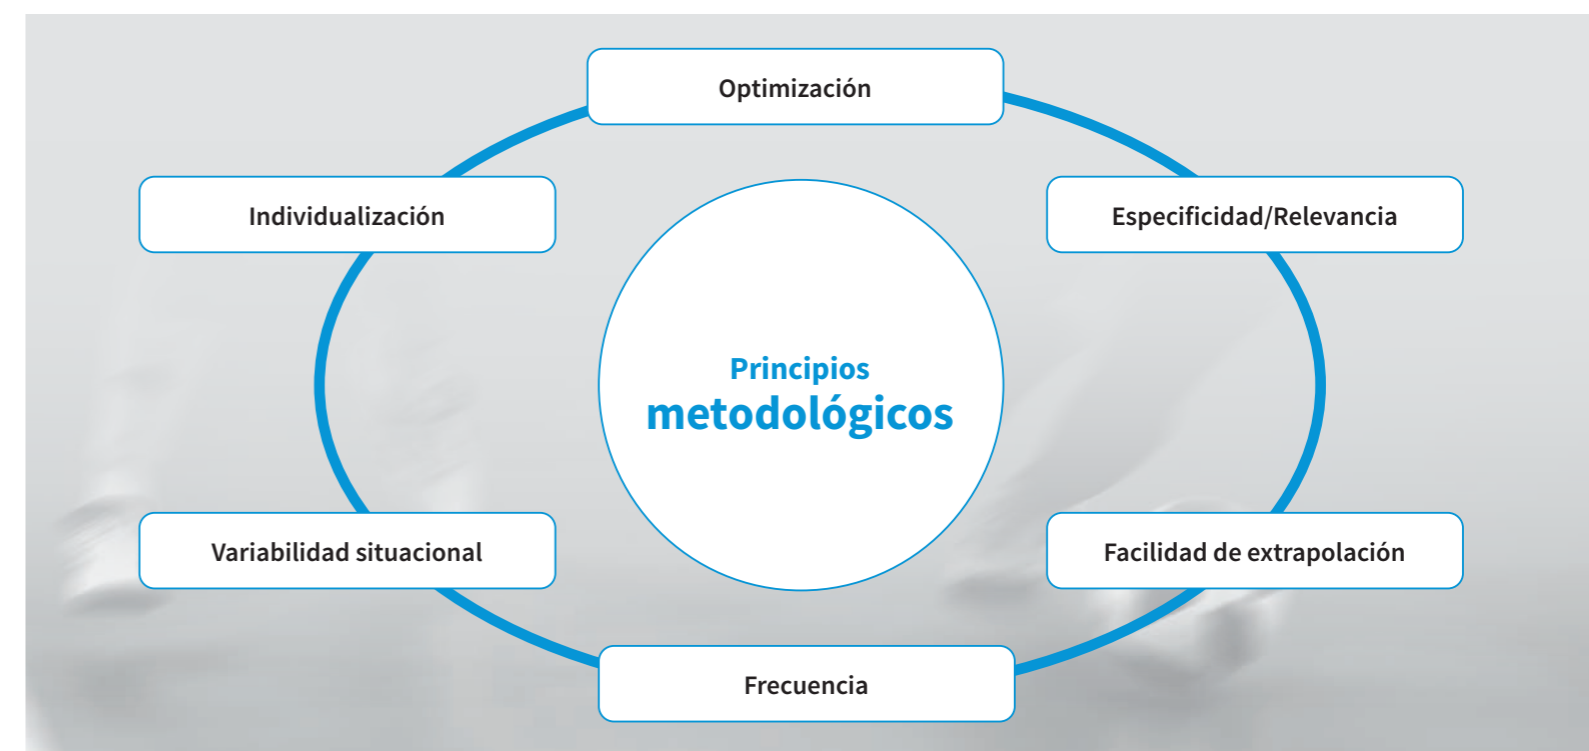 Optimización
Individualización
Especificidad/Relevancia
Principios
metodológicos
Variabilidad situacional
Facilidad de extrapolación
Frecuencia